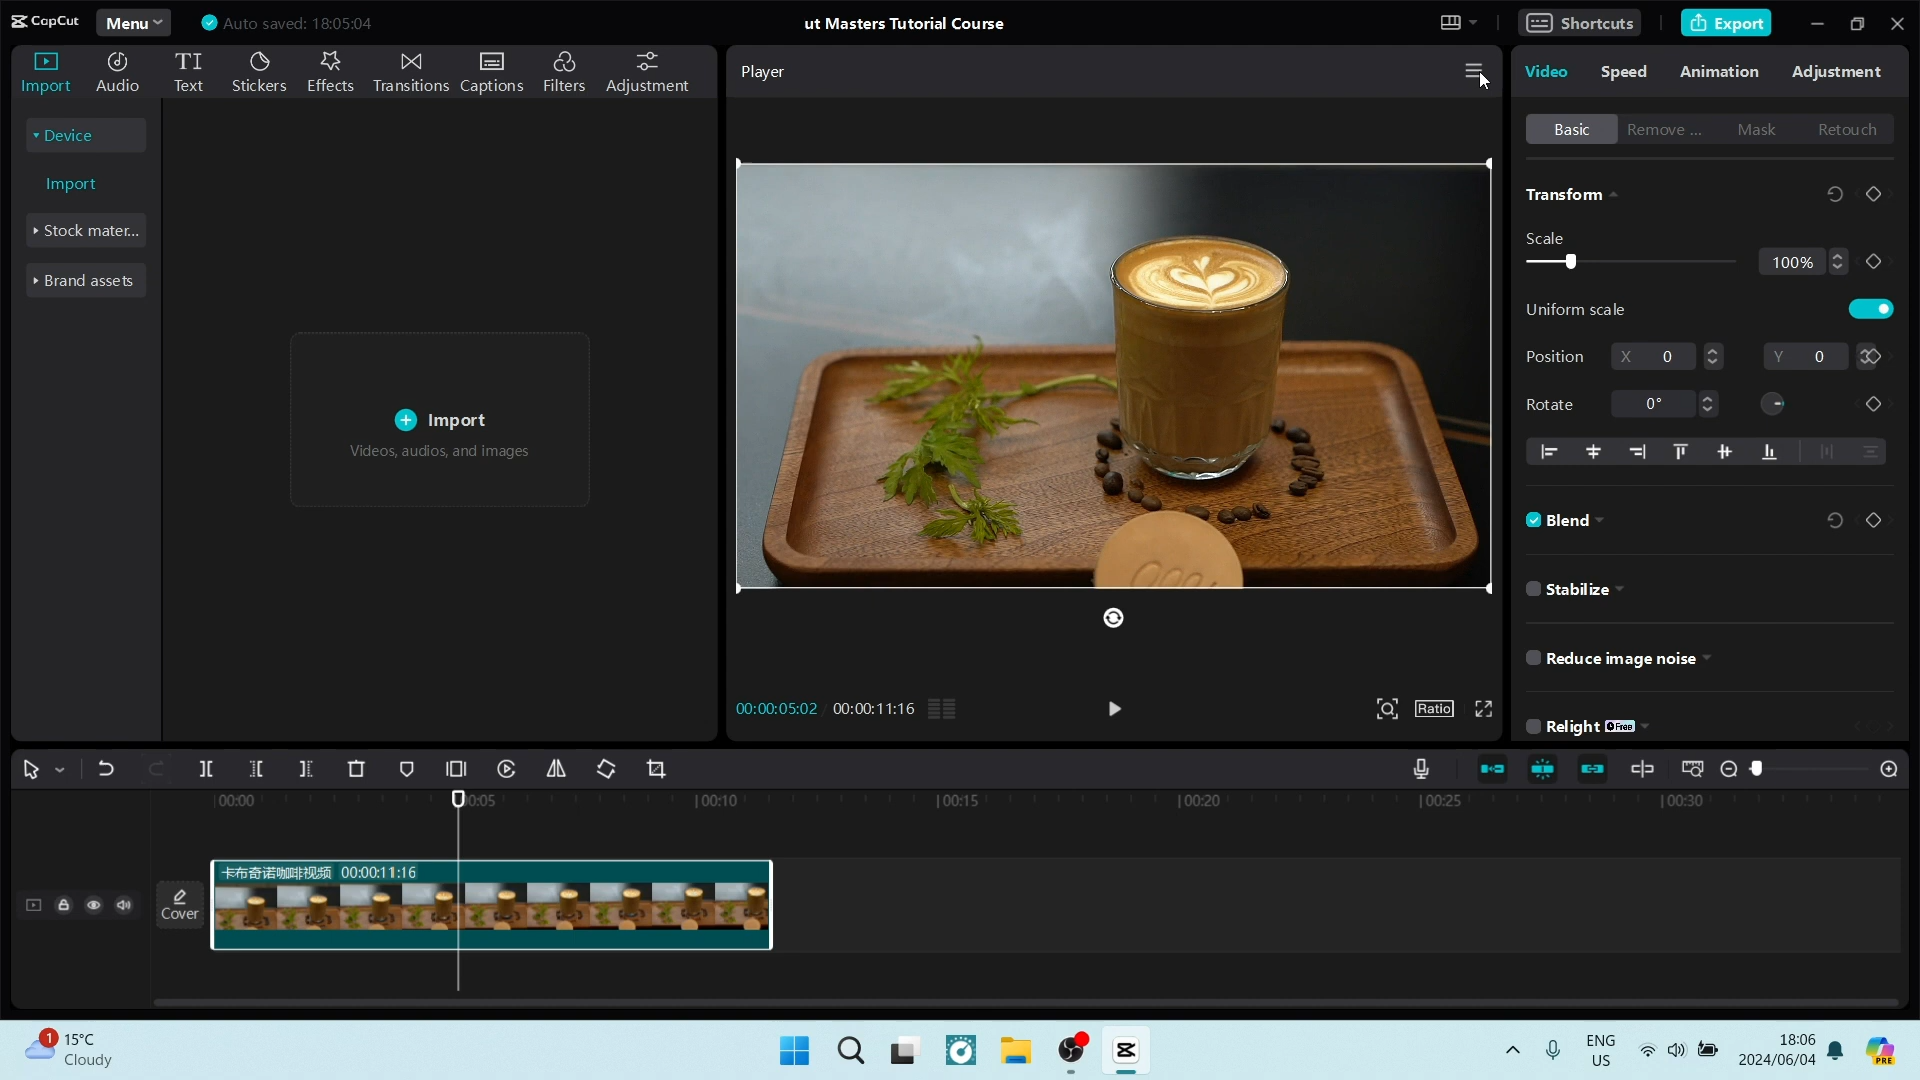 CapCut
Menu
Auto saved: 18:05:04
ut Masters Tutorial Course
Shortcuts
Export
Import
Audio
TI
Text
Stickers
Effects
Transitions
Captions
Filters
Adjustment
Player
Video
Speed
Animation
Adjustment
Device
Import
Stock mater...
Brand assets
Import
Videos, audios, and images
Basic
Remove ...
Mask
Retouch
Transform
Scale
100%
Uniform scale
Position
X 0
Y 0
Rotate
0°
Blend
Stabilize
Reduce image noise
Relight Free
00:00:05:02
00:00:11:16
Ratio
00:00
00:05
00:10
00:15
00:20
00:25
00:30
卡布奇诺咖啡视频 00:00:11:16
Cover
1
15°C
Cloudy
ENG
US
18:06
2024/06/04
PRE